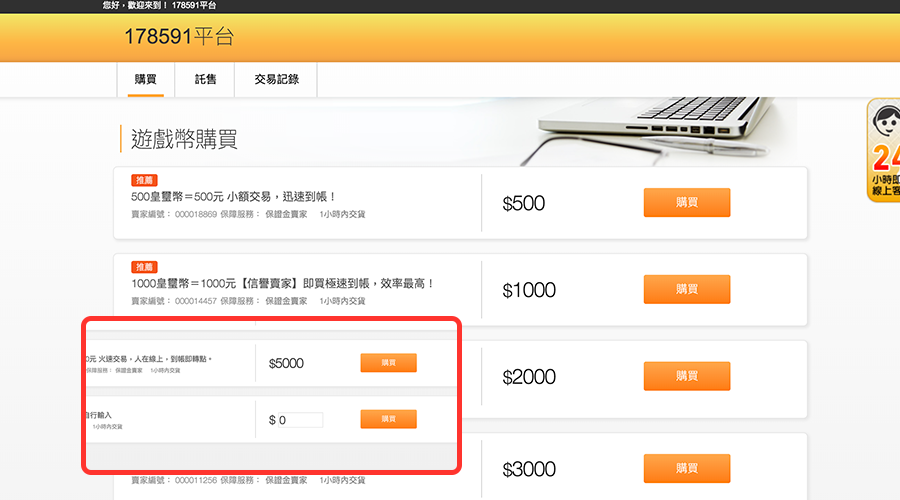 您好，歡迎來到！ 178591平台
178591平台
購買
託售
交易記錄
遊戲幣購買
推薦
500皇璽幣＝500元 小額交易，迅速到帳！
賣家編號： 000018869 保障服務： 保證金賣家 1小時內交貨
$500
購買
推薦
1000皇璽幣＝1000元【信譽賣家】即買極速到帳，效率最高！
賣家編號： 000014457 保障服務： 保證金賣家 1小時內交貨
$1000
購買
24
小時即
線上客
0元 火速交易，人在線上，到帳即轉點。
保障服務： 保證金賣家 1小時內交貨
$5000
購買
自行輸入
1小時內交貨
$ 0
購買
$2000
購買
$3000
購買
賣家編號： 000011256 保障服務： 保證金賣家 1小時內交貨